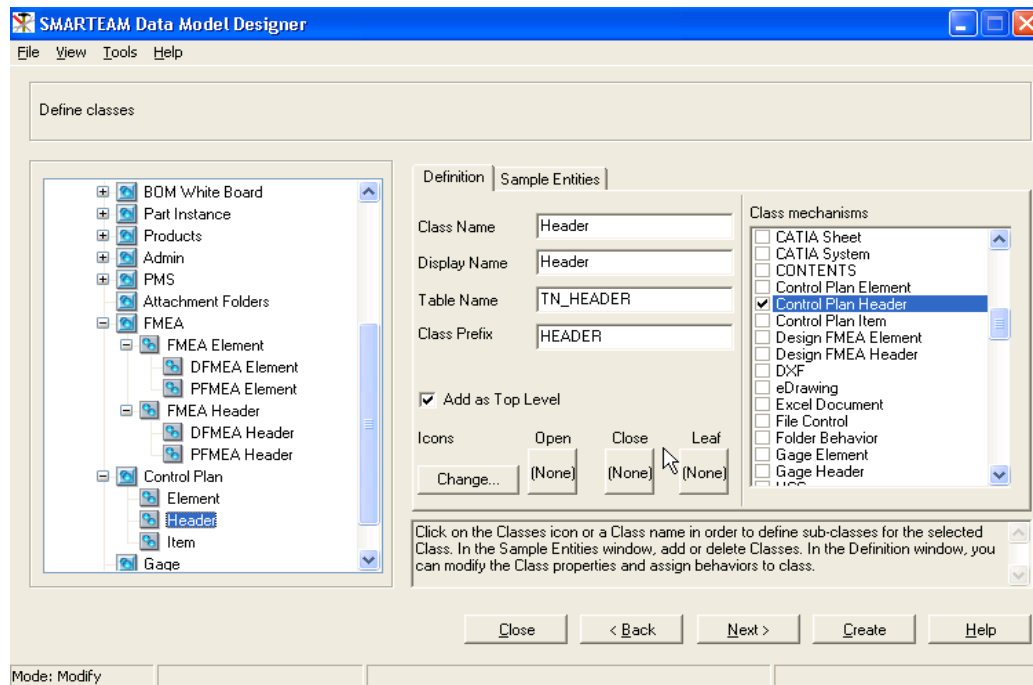 SMARTEAM Data Model Designer
File View Tools Help
Define classes
BOM White Board
Part Instance
Products
Admin
PMS
Attachment Folders
FMEA
FMEA Element
DFMEA Element
PFMEA Element
FMEA Header
DFMEA Header
PFMEA Header
Control Plan
Element
Header
Item
Gage
Definition Sample Entities
Class Name Header
Display Name Header
Table Name TN_HEADER
Class Prefix HEADER
Add as Top Level
Icons Open Close Leaf
Change... (None) (None) (None)
Class mechanisms
CATIA Sheet
CATIA System
CONTENTS
Control Plan Element
Control Plan Header
Control Plan Item
Design FMEA Element
Design FMEA Header
DXF
eDrawing
Excel Document
File Control
Folder Behavior
Gage Element
Gage Header
Click on the Classes icon or a Class name in order to define sub-classes for the selected
Class. In the Sample Entities window, add or delete Classes. In the Definition window, you
can modify the Class properties and assign behaviors to class.
Close < Back Next > Create Help
Mode: Modify